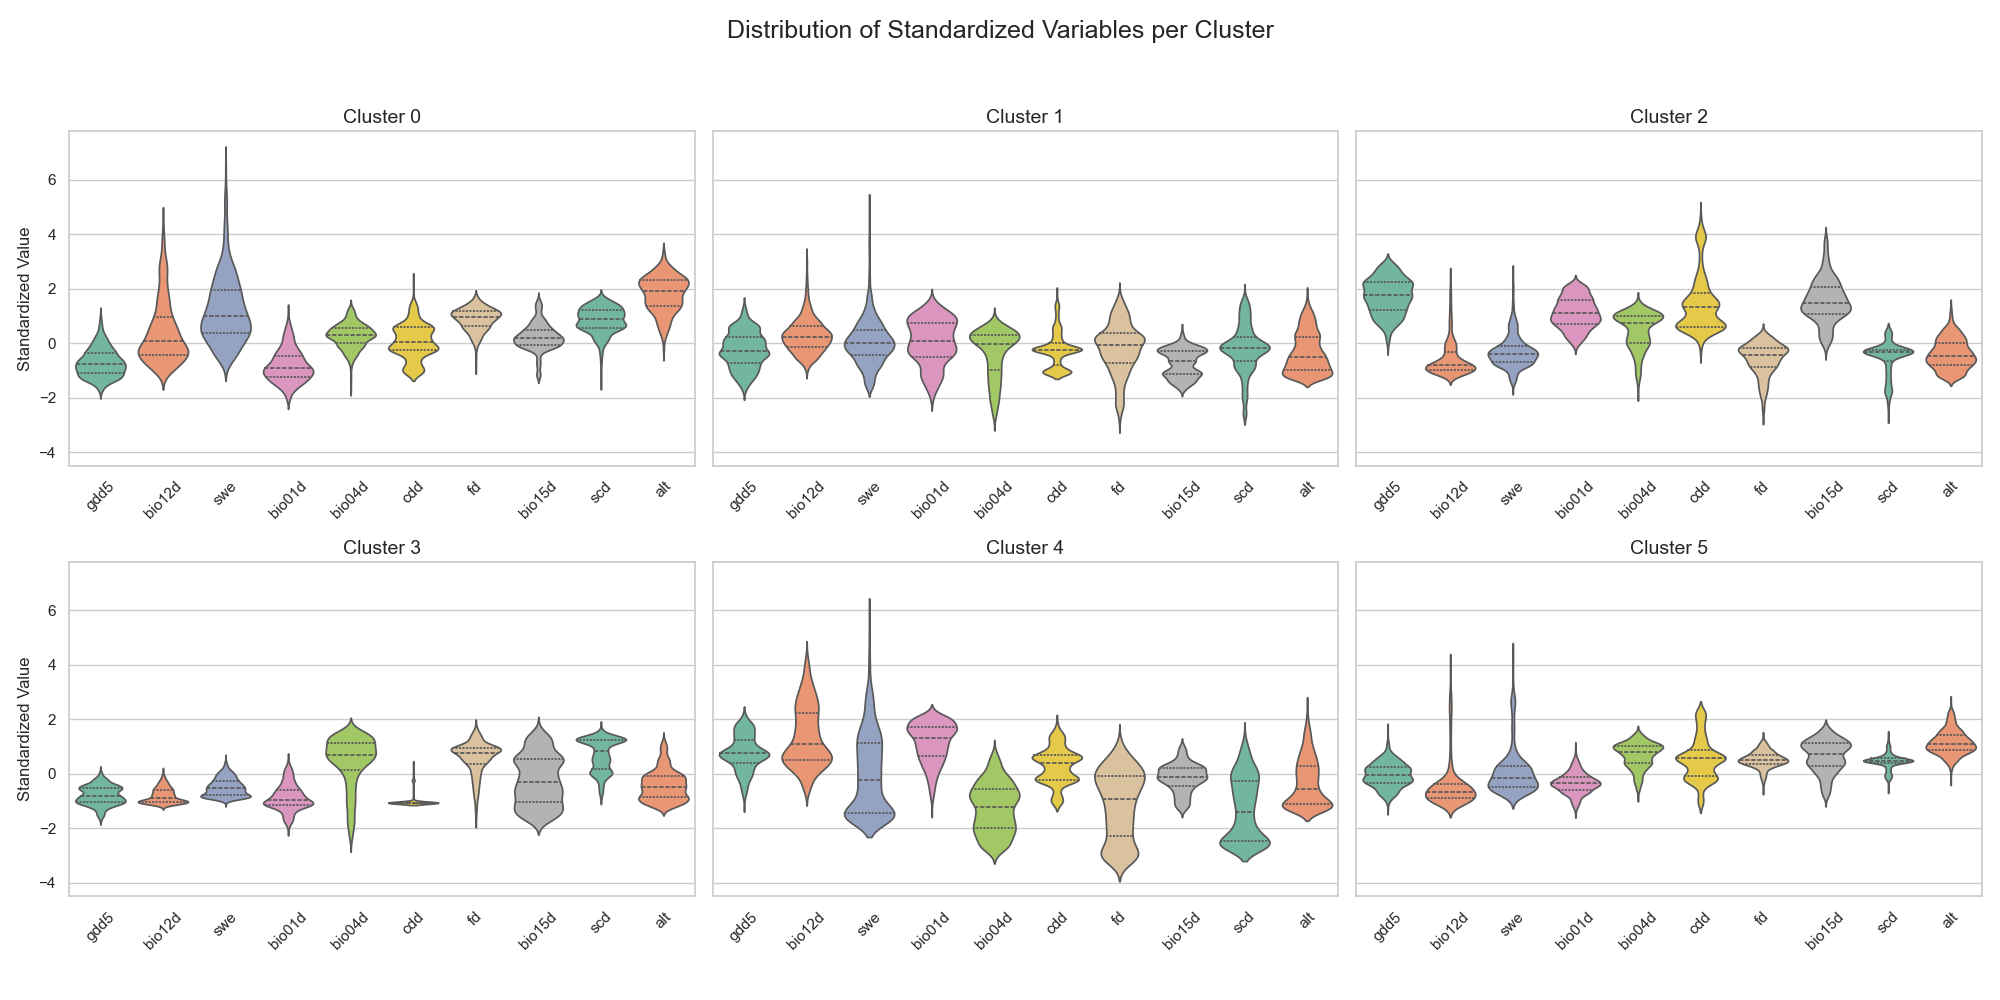 Distribution of Standardized Variables per Cluster
Cluster 0
Cluster 1
Cluster 2
Standardized Value
6
4
2
0
−2
−4
gdd5 bio12d swe bio01d bio04d cdd fd bio15d scd alt
gdd5 bio12d swe bio01d bio04d cdd fd bio15d scd alt
gdd5 bio12d swe bio01d bio04d cdd fd bio15d scd alt
Cluster 3
Cluster 4
Cluster 5
Standardized Value
6
4
2
0
−2
−4
gdd5 bio12d swe bio01d bio04d cdd fd bio15d scd alt
gdd5 bio12d swe bio01d bio04d cdd fd bio15d scd alt
gdd5 bio12d swe bio01d bio04d cdd fd bio15d scd alt